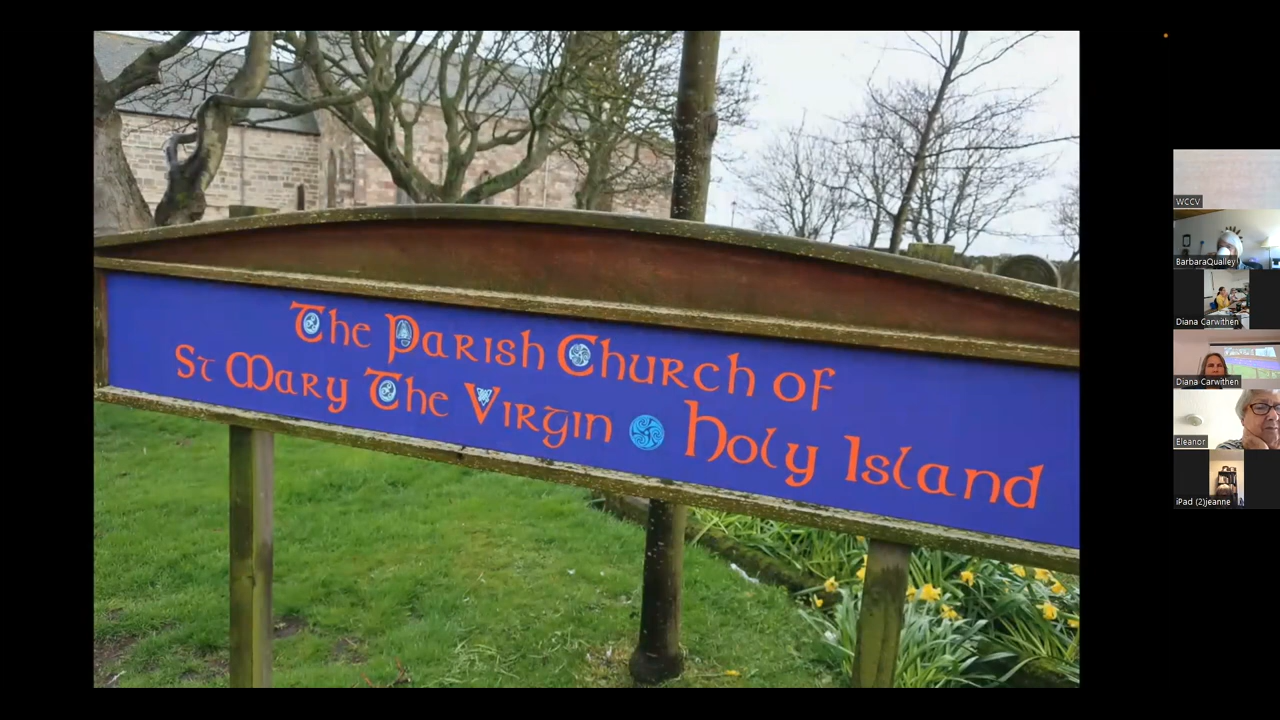 The Parish Church of
St Mary The Virgin Holy Island
WCCV
BarbaraQualley
Diana Carwithen
Diana Carwithen
Eleanor
iPad (2)jeanne